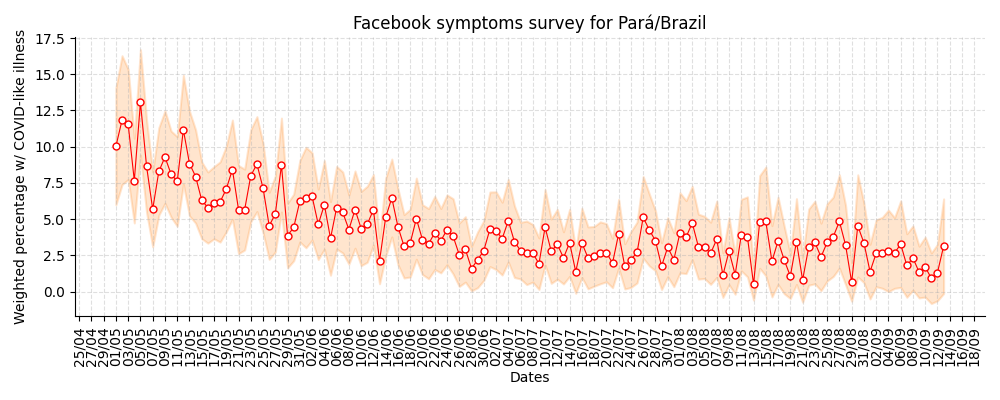 Facebook symptoms survey for Pará/Brazil
Weighted percentage w/ COVID-like illness
17.5
15.0
12.5
10.0
7.5
5.0
2.5
0.0
25/04 27/04 29/04 01/05 03/05 05/05 07/05 09/05 11/05 13/05 15/05 17/05 19/05 21/05 23/05 25/05 27/05 29/05 31/05 02/06 04/06 06/06 08/06 10/06 12/06 14/06 16/06 18/06 20/06 22/06 24/06 26/06 28/06 30/06 02/07 04/07 06/07 08/07 10/07 12/07 14/07 16/07 18/07 20/07 22/07 24/07 26/07 28/07 30/07 01/08 03/08 05/08 07/08 09/08 11/08 13/08 15/08 17/08 19/08 21/08 23/08 25/08 27/08 29/08 31/08 02/09 04/09 06/09 08/09 10/09 12/09 14/09 16/09 18/09
Dates